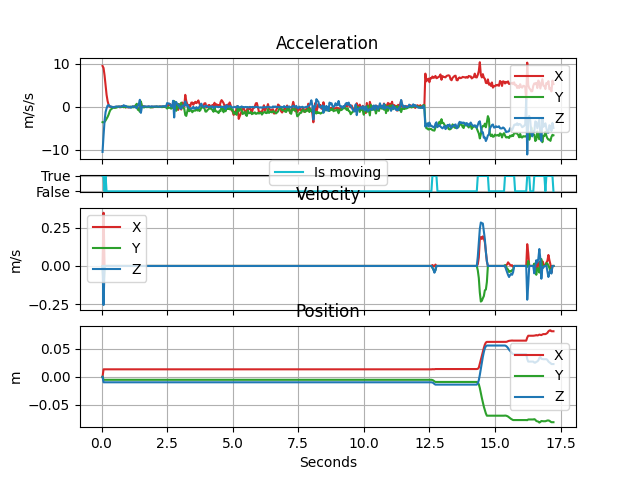 Acceleration
10
0
−10
m/s/s
X
Y
Z
True
False
Is moving
Velocity
0.25
0.00
−0.25
m/s
X
Y
Z
Position
0.05
0.00
−0.05
m
X
Y
Z
0.0 2.5 5.0 7.5 10.0 12.5 15.0 17.5
Seconds